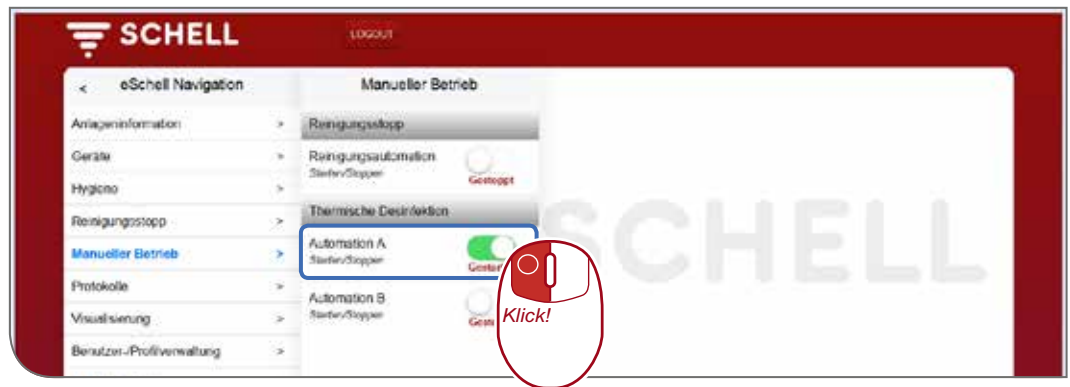 SCHELL
LOGOUT
< eSchell Navigation
Manueller Betrieb
Anlageninformation >
Geräte >
Hygiene >
Reinigungsstopp >
Manueller Betrieb >
Protokolle >
Visualisierung >
Benutzer-/Profilverwaltung >
Reinigungsstopp
Reinigungsautomation
Starten/Stoppen
Gestoppt
Thermische Desinfektion
Automation A
Starten/Stoppen
Automation B
Starten/Stoppen
Klick!
SCHELL